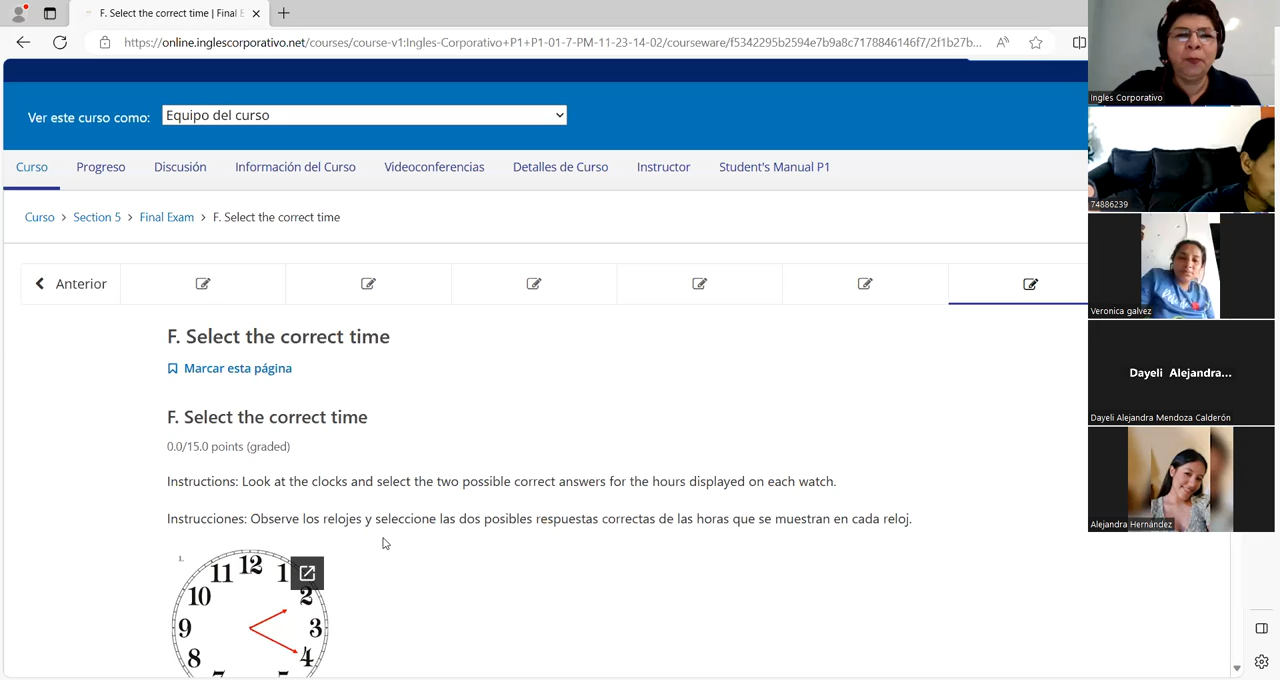 F. Select the correct time | Final E
https://online.inglescorporativo.net/courses/course-v1:Ingles-Corporativo+P1+P1-01-7-PM-11-23-14-02/courseware/f5342295b2594e7b9a8c7178846146f7/2f1b27b...
Ver este curso como: Equipo del curso
Curso Progreso Discusión Información del Curso Videoconferencias Detalles de Curso Instructor Student's Manual P1
Curso > Section 5 > Final Exam > F. Select the correct time
Anterior
F. Select the correct time
Marcar esta página
F. Select the correct time
0.0/15.0 points (graded)
Instructions: Look at the clocks and select the two possible correct answers for the hours displayed on each watch.
Instrucciones: Observe los relojes y seleccione las dos posibles respuestas correctas de las horas que se muestran en cada reloj.
1.
11 12 1
10 2
9 3
8 4
Ingles Corporativo
74886239
Veronica galvez
Dayeli Alejandra...
Dayeli Alejandra Mendoza Calderón
Alejandra Hernández